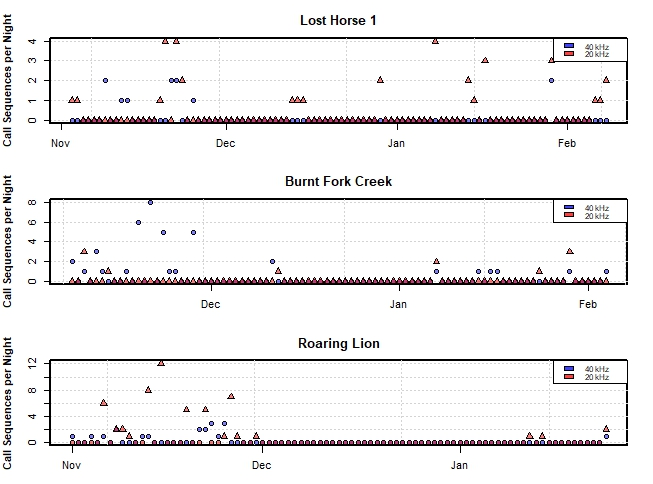 Lost Horse 1
Call Sequences per Night
4
3
2
1
0
40 kHz
20 kHz
Nov Dec Jan Feb
Burnt Fork Creek
Call Sequences per Night
8
6
4
2
0
40 kHz
20 kHz
Dec Jan Feb
Roaring Lion
Call Sequences per Night
12
8
4
0
40 kHz
20 kHz
Nov Dec Jan